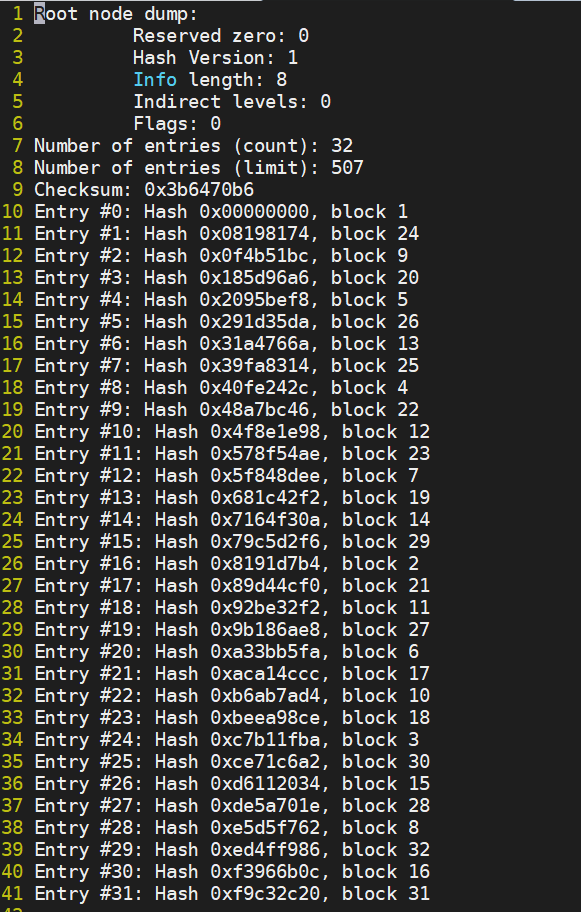 1 Root node dump:
2 Reserved zero: 0
3 Hash Version: 1
4 Info length: 8
5 Indirect levels: 0
6 Flags: 0
7 Number of entries (count): 32
8 Number of entries (limit): 507
9 Checksum: 0x3b6470b6
10 Entry #0: Hash 0x00000000, block 1
11 Entry #1: Hash 0x08198174, block 24
12 Entry #2: Hash 0x0f4b51bc, block 9
13 Entry #3: Hash 0x185d96a6, block 20
14 Entry #4: Hash 0x2095bef8, block 5
15 Entry #5: Hash 0x291d35da, block 26
16 Entry #6: Hash 0x31a4766a, block 13
17 Entry #7: Hash 0x39fa8314, block 25
18 Entry #8: Hash 0x40fe242c, block 4
19 Entry #9: Hash 0x48a7bc46, block 22
20 Entry #10: Hash 0x4f8e1e98, block 12
21 Entry #11: Hash 0x578f54ae, block 23
22 Entry #12: Hash 0x5f848dee, block 7
23 Entry #13: Hash 0x681c42f2, block 19
24 Entry #14: Hash 0x7164f30a, block 14
25 Entry #15: Hash 0x79c5d2f6, block 29
26 Entry #16: Hash 0x8191d7b4, block 2
27 Entry #17: Hash 0x89d44cf0, block 21
28 Entry #18: Hash 0x92be32f2, block 11
29 Entry #19: Hash 0x9b186ae8, block 27
30 Entry #20: Hash 0xa33bb5fa, block 6
31 Entry #21: Hash 0xaca14ccc, block 17
32 Entry #22: Hash 0xb6ab7ad4, block 10
33 Entry #23: Hash 0xbeea98ce, block 18
34 Entry #24: Hash 0xc7b11fba, block 3
35 Entry #25: Hash 0xce71c6a2, block 30
36 Entry #26: Hash 0xd6112034, block 15
37 Entry #27: Hash 0xde5a701e, block 28
38 Entry #28: Hash 0xe5d5f762, block 8
39 Entry #29: Hash 0xed4ff986, block 32
40 Entry #30: Hash 0xf3966b0c, block 16
41 Entry #31: Hash 0xf9c32c20, block 31